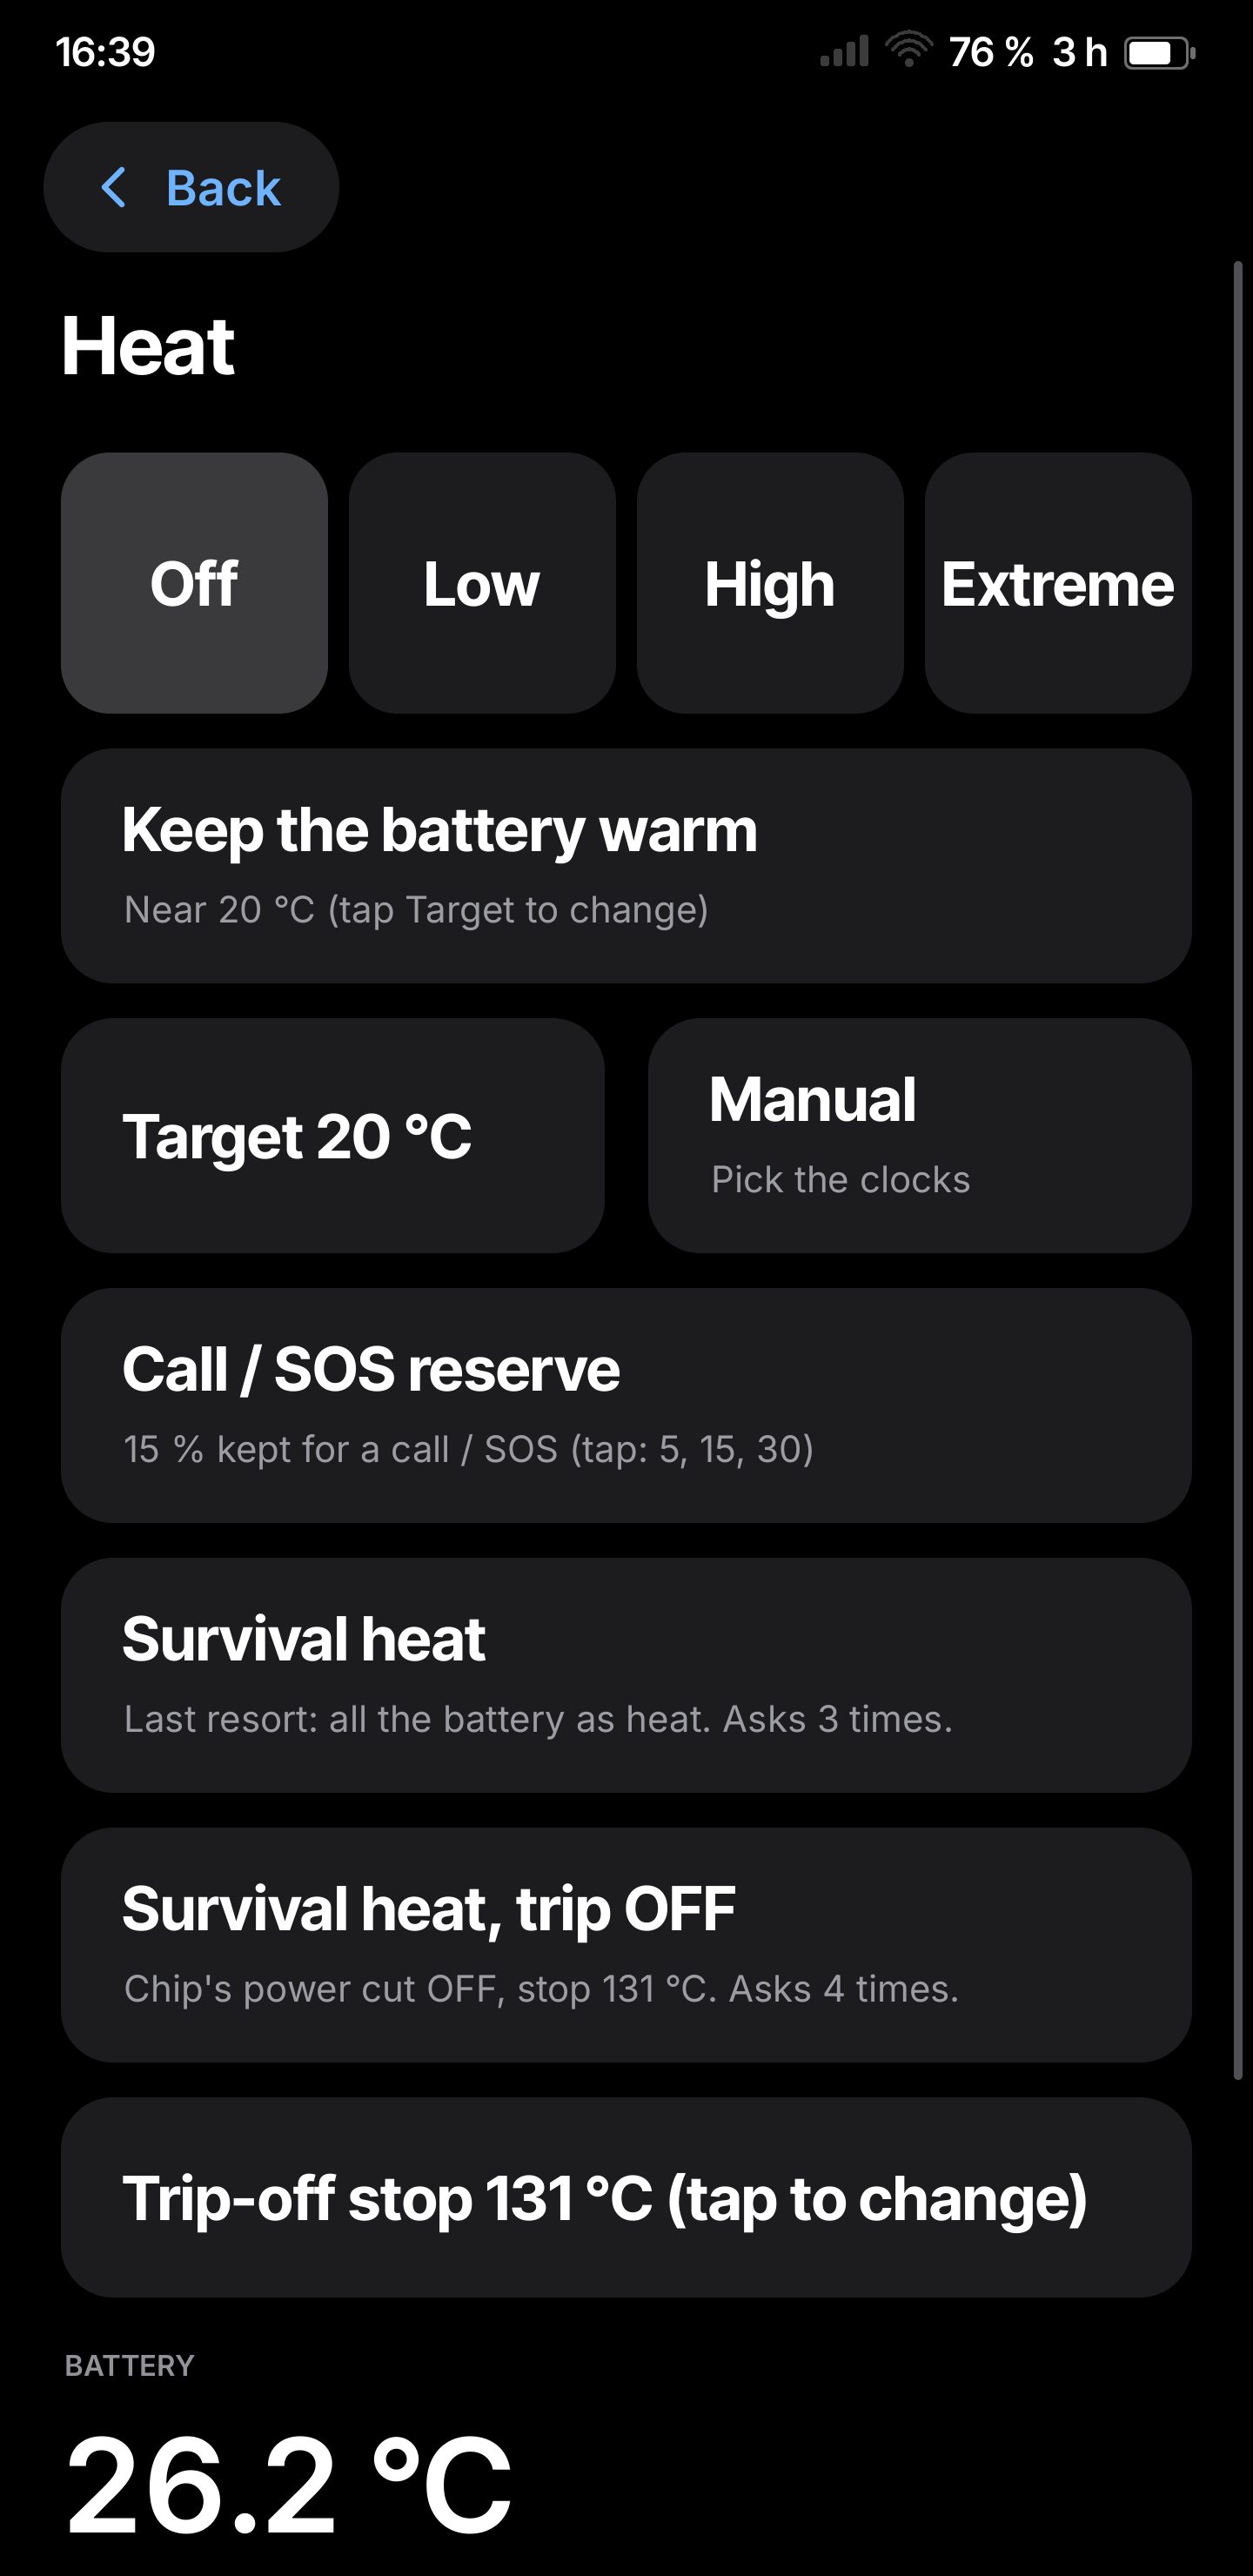 16:39
76 % 3 h
Back
Heat
Off
Low
High
Extreme
Keep the battery warm
Near 20 °C (tap Target to change)
Target 20 °C
Manual
Pick the clocks
Call / SOS reserve
15 % kept for a call / SOS (tap: 5, 15, 30)
Survival heat
Last resort: all the battery as heat. Asks 3 times.
Survival heat, trip OFF
Chip's power cut OFF, stop 131 °C. Asks 4 times.
Trip-off stop 131 °C (tap to change)
BATTERY
26.2 °C